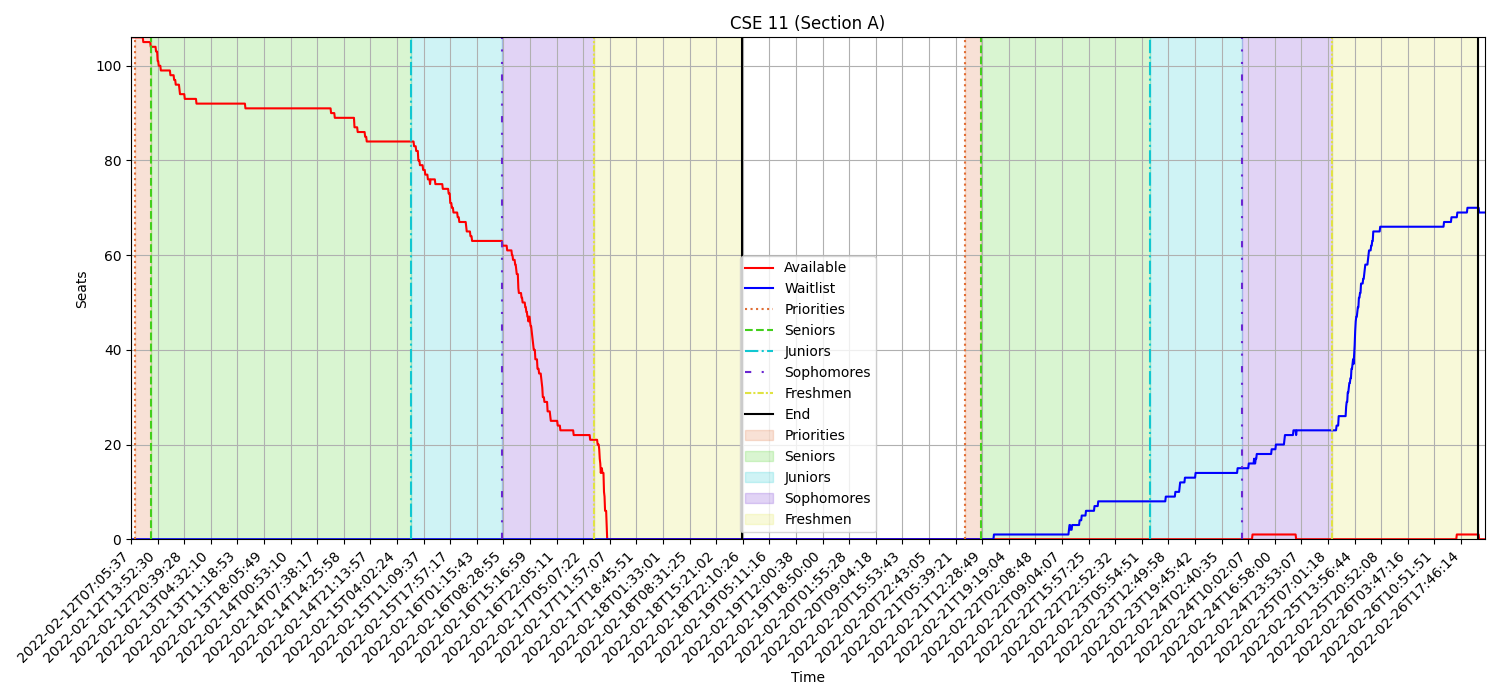 CSE 11 (Section A)
Seats
100
80
60
40
20
0
Available
Waitlist
Priorities
Seniors
Juniors
Sophomores
Freshmen
End
Priorities
Seniors
Juniors
Sophomores
Freshmen
2022-02-12T7:05:37
2022-02-12T13:52:30
2022-02-12T20:39:28
2022-02-13T04:32:10
2022-02-13T11:18:53
2022-02-13T18:05:49
2022-02-14T00:53:10
2022-02-14T07:38:17
2022-02-14T14:25:58
2022-02-14T21:13:57
2022-02-15T04:02:24
2022-02-15T11:09:37
2022-02-15T17:57:17
2022-02-16T01:15:43
2022-02-16T08:28:55
2022-02-16T15:16:59
2022-02-16T22:05:11
2022-02-17T05:07:22
2022-02-17T11:57:07
2022-02-17T18:45:51
2022-02-18T01:33:01
2022-02-18T08:31:25
2022-02-18T15:21:02
2022-02-18T22:10:26
2022-02-19T05:11:16
2022-02-19T12:00:38
2022-02-19T18:50:00
2022-02-20T01:55:28
2022-02-20T09:04:18
2022-02-20T15:53:43
2022-02-20T22:43:05
2022-02-21T05:39:21
2022-02-21T12:28:49
2022-02-21T19:19:04
2022-02-22T02:08:48
2022-02-22T09:04:07
2022-02-22T15:57:25
2022-02-22T22:52:32
2022-02-23T05:54:51
2022-02-23T12:49:58
2022-02-23T19:45:42
2022-02-24T02:40:35
2022-02-24T10:02:07
2022-02-24T16:58:00
2022-02-24T23:53:07
2022-02-25T07:01:18
2022-02-25T13:56:44
2022-02-25T20:52:08
2022-02-26T03:47:16
2022-02-26T10:51:51
2022-02-26T17:46:14
Time